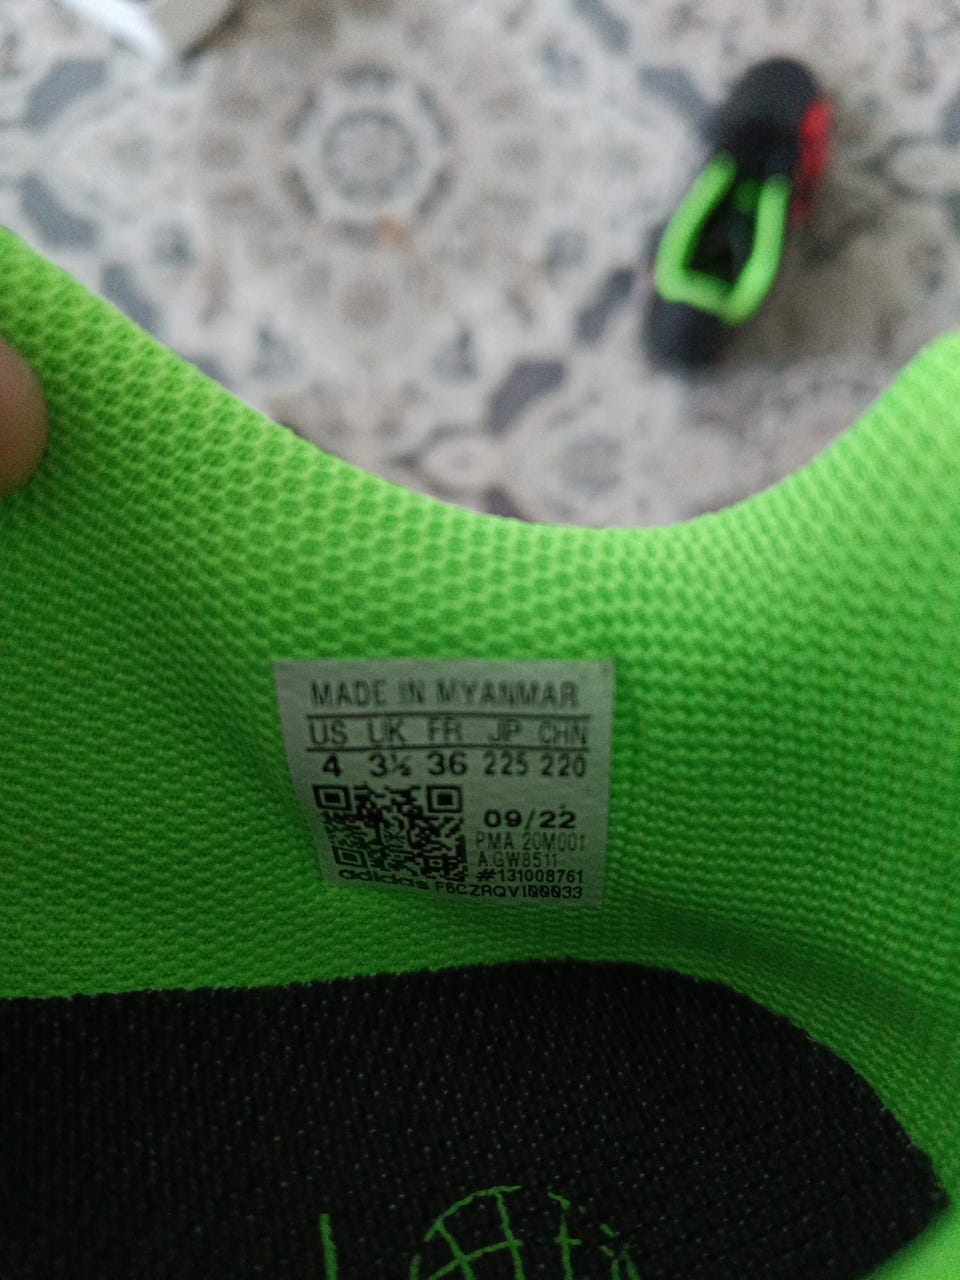 MADE IN MYANMAR
US UK FR JP CHN
4 3½ 36 225 220
09/22
PMA 20M001
A.GW8511
#131008761
adidas F6CZRQVI00033